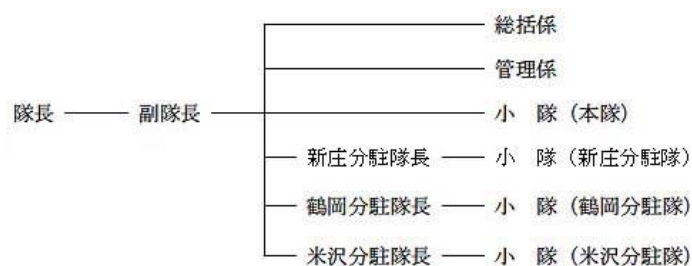 総括係
管理係
隊長 副隊長 小 隊 (本隊)
新庄分駐隊長 小 隊 (新庄分駐隊)
鶴岡分駐隊長 小 隊 (鶴岡分駐隊)
米沢分駐隊長 小 隊 (米沢分駐隊)